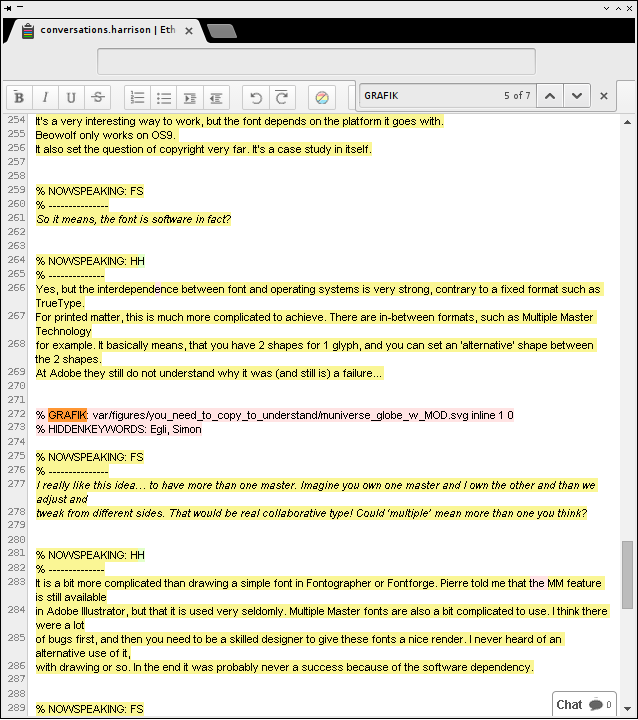 conversations.harrison | Eth
GRAFIK 5 of 7
254 It's a very interesting way to work, but the font depends on the platform it goes with.
255 Beowolf only works on OS9.
256 It also set the question of copyright very far. It's a case study in itself.
257
258
259 % NOWSPEAKING: FS
260 % ---------------
261 So it means, the font is software in fact?
262
263
264 % NOWSPEAKING: HH
265 % --------------
266 Yes, but the interdependence between font and operating systems is very strong, contrary to a fixed format such as
TrueType.
267 For printed matter, this is much more complicated to achieve. There are in-between formats, such as Multiple Master
Technology
268 for example. It basically means, that you have 2 shapes for 1 glyph, and you can set an 'alternative' shape between
the 2 shapes.
269 At Adobe they still do not understand why it was (and still is) a failure...
270
271
272 % GRAFIK: var/figures/you_need_to_copy_to_understand/muniverse_globe_w_MOD.svg inline 1 0
273 % HIDDENKEYWORDS: Egli, Simon
274
275 % NOWSPEAKING: FS
276 % ---------------
277 I really like this idea... to have more than one master. Imagine you own one master and I own the other and than we
adjust and
278 tweak from different sides. That would be real collaborative type! Could 'multiple' mean more than one you think?
279
280
281 % NOWSPEAKING: HH
282 % --------------
283 It is a bit more complicated than drawing a simple font in Fontographer or Fontforge. Pierre told me that the MM feature
is still available
284 in Adobe Illustrator, but that it is used very seldomly. Multiple Master fonts are also a bit complicated to use. I think there
were a lot
285 of bugs first, and then you need to be a skilled designer to give these fonts a nice render. I never heard of an
alternative use of it,
286 with drawing or so. In the end it was probably never a success because of the software dependency.
287
288
289 % NOWSPEAKING: FS
Chat 0